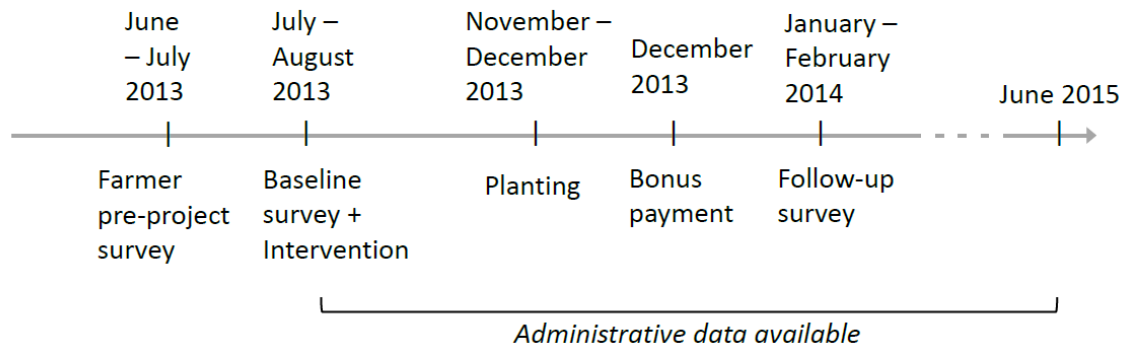 June
– July
2013
July –
August
2013
November –
December
2013
December
2013
January –
February
2014
June 2015
Farmer
pre-project
survey
Baseline
survey +
Intervention
Planting
Bonus
payment
Follow-up
survey
Administrative data available